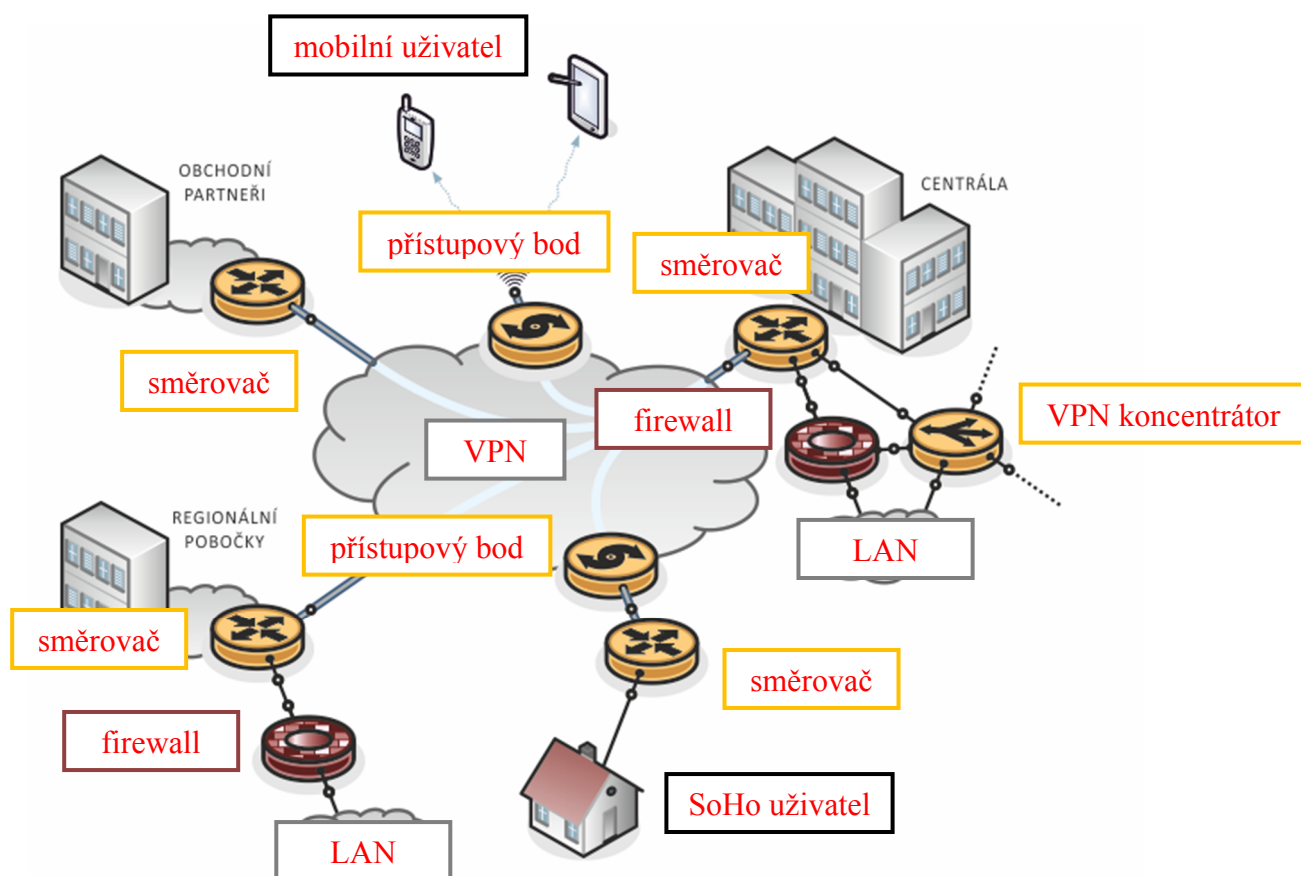 mobilní uživatel
OBCHODNÍ
PARTNEŘI
CENTRÁLA
přístupový bod
směrovač
směrovač
firewall
VPN koncentrátor
VPN
REGIONÁLNÍ
POBOČKY
přístupový bod
LAN
směrovač
směrovač
firewall
SoHo uživatel
LAN